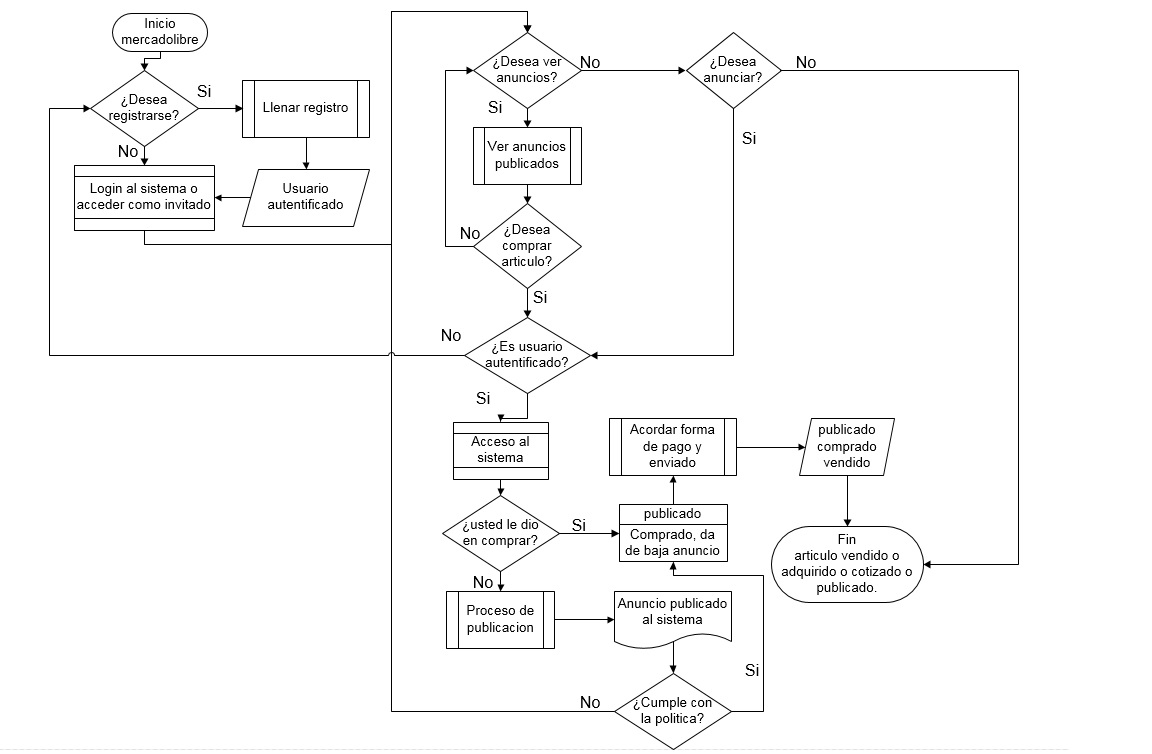 Inicio
mercadolibre
¿Desea
registrarse?
Si
Llenar registro
No
Login al sistema o
acceder como invitado
Usuario
autentificado
¿Desea ver
anuncios?
No
¿Desea
anunciar?
No
Si
Si
Ver anuncios
publicados
No
¿Desea
comprar
articulo?
Si
No
¿Es usuario
autentificado?
Si
Acceso al
sistema
Acordar forma
de pago y
enviado
publicado
comprado
vendido
¿usted le dio
en comprar?
Si
publicado
Comprado, da
de baja anuncio
Fin
articulo vendido o
adquirido o cotizado o
publicado.
No
Proceso de
publicacion
Anuncio publicado
al sistema
Si
No
¿Cumple con
la politica?